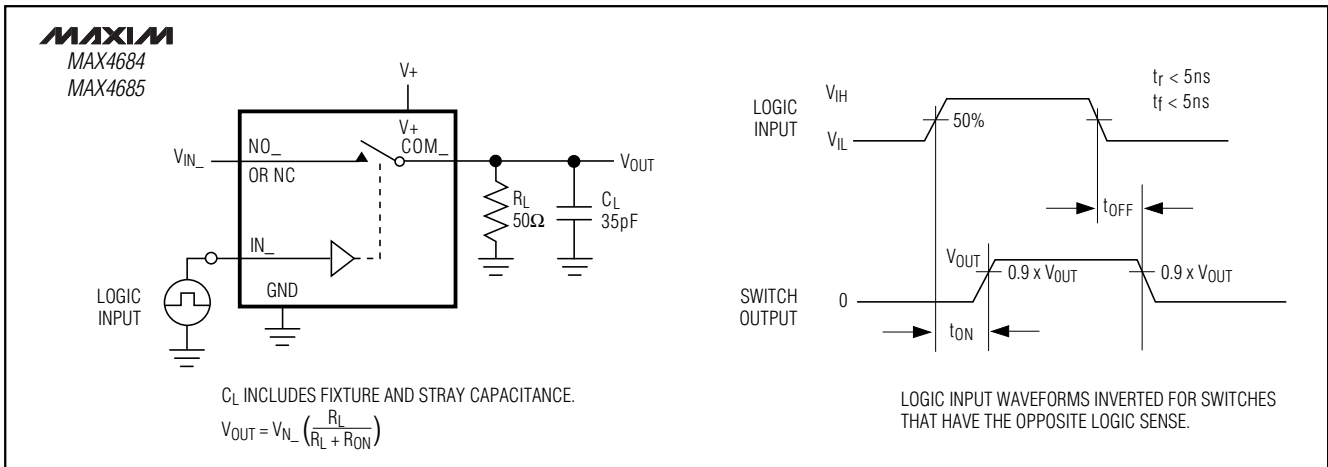 MAXIM
MAX4684
MAX4685
V+
V+
NO_
COM_
VIN_
OR NC
VOUT
RL
50Ω
CL
35pF
IN_
LOGIC
INPUT
GND
CL INCLUDES FIXTURE AND STRAY CAPACITANCE.
VOUT = VN_ (RL / RL + RON)
tr < 5ns
tf < 5ns
LOGIC
INPUT
VIH
VIL
50%
tOFF
VOUT
0.9 x VOUT
0.9 x VOUT
SWITCH
OUTPUT
0
tON
LOGIC INPUT WAVEFORMS INVERTED FOR SWITCHES
THAT HAVE THE OPPOSITE LOGIC SENSE.